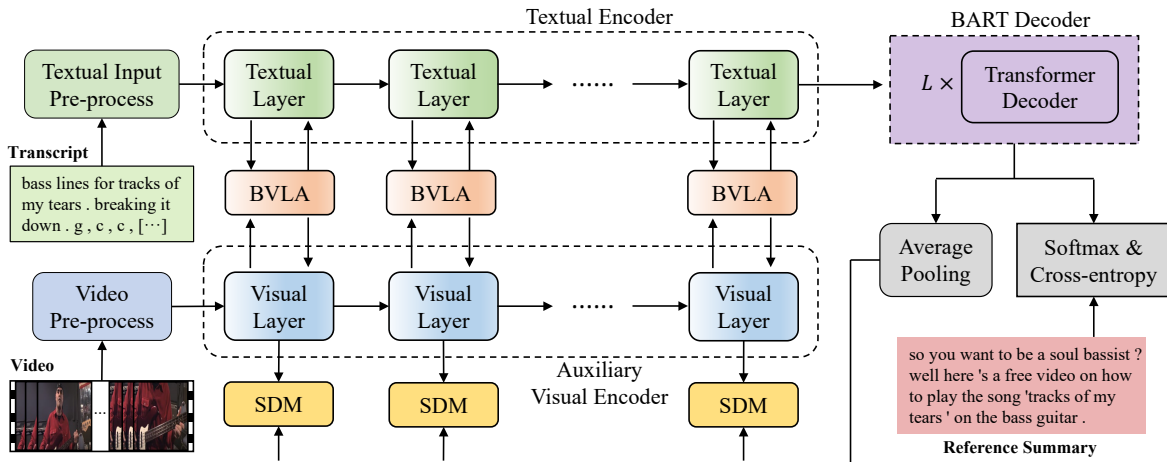 Textual Encoder
BART Decoder
Textual Input
Pre-process
Textual
Layer
Textual
Layer
......
Textual
Layer
L ×
Transformer
Decoder
Transcript
bass lines for tracks of
my tears . breaking it
down . g , c , c , [⋯]
BVLA
BVLA
BVLA
Average
Pooling
Softmax &
Cross-entropy
Video
Pre-process
Visual
Layer
Visual
Layer
......
Visual
Layer
Video
...
Auxiliary
Visual Encoder
SDM
SDM
SDM
so you want to be a soul bassist ?
well here 's a free video on how
to play the song 'tracks of my
tears ' on the bass guitar .
Reference Summary